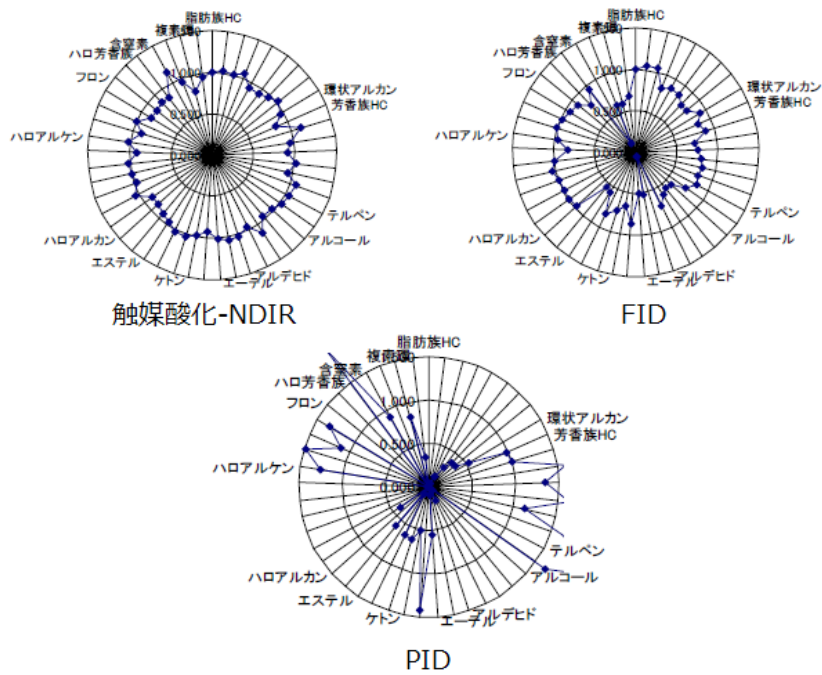 脂肪族HC
複素環
含窒素
ハロ芳香族
フロン
ハロアルケン
ハロアルカン
エステル
ケトン
エーテル
アルデヒド
アルコール
テルペン
芳香族HC
環状アルカン
1.000
0.500
0.000
触媒酸化-NDIR
脂肪族HC
複素環
含窒素
ハロ芳香族
フロン
ハロアルケン
ハロアルカン
エステル
ケトン
エーテル
アルデヒド
アルコール
テルペン
芳香族HC
環状アルカン
1.000
0.500
0.000
FID
脂肪族HC
複素環
含窒素
ハロ芳香族
フロン
ハロアルケン
ハロアルカン
エステル
ケトン
エーテル
アルデヒド
アルコール
テルペン
芳香族HC
環状アルカン
1.000
0.500
0.000
PID